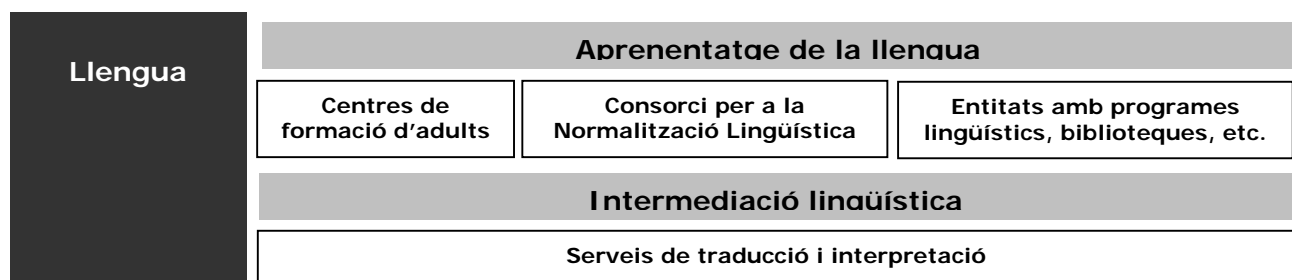 Llengua
Aprenentatge de la llengua
Centres de
formació d'adults
Consorci per a la
Normalització Lingüística
Entitats amb programes
lingüístics, biblioteques, etc.
Intermediació lingüística
Serveis de traducció i interpretació